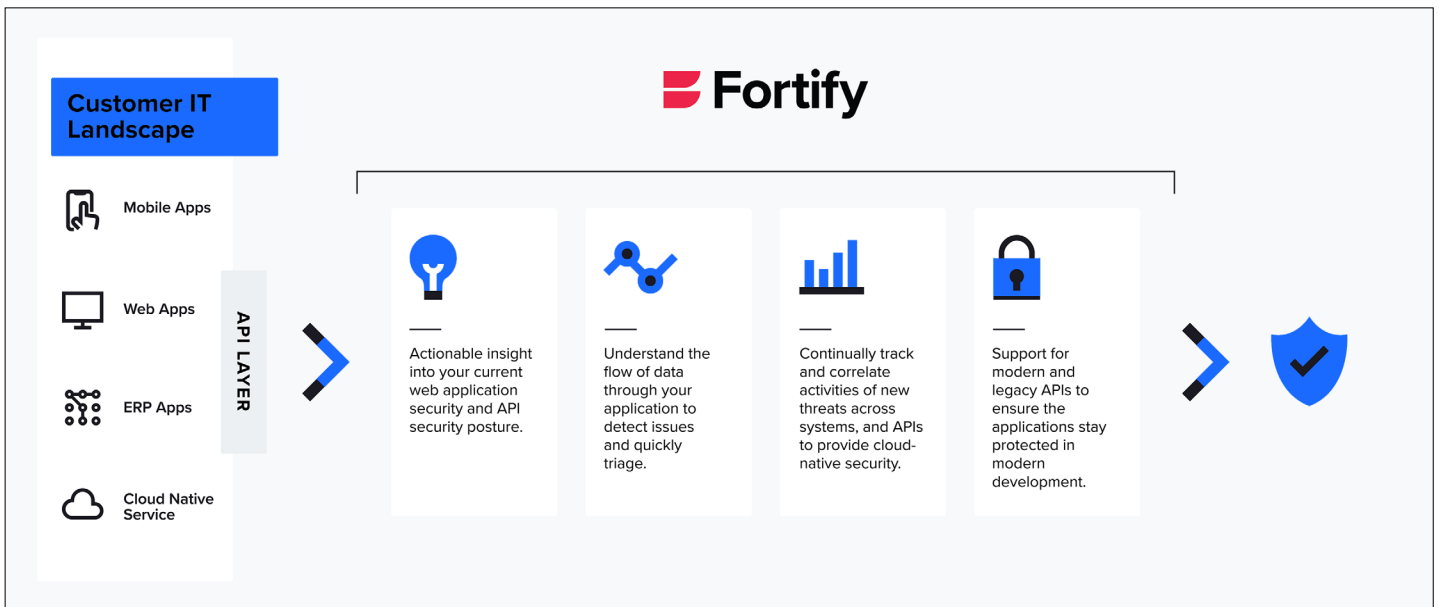 Fortify
Customer IT
Landscape
Mobile Apps
Web Apps
ERP Apps
Cloud Native
Service
API LAYER
Actionable insight
into your current
web application
security and API
security posture.
Understand the
flow of data
through your
application to
detect issues
and quickly
triage.
Continually track
and correlate
activities of new
threats across
systems, and APIs
to provide cloud-
native security.
Support for
modern and
legacy APIs to
ensure the
applications stay
protected in
modern
development.